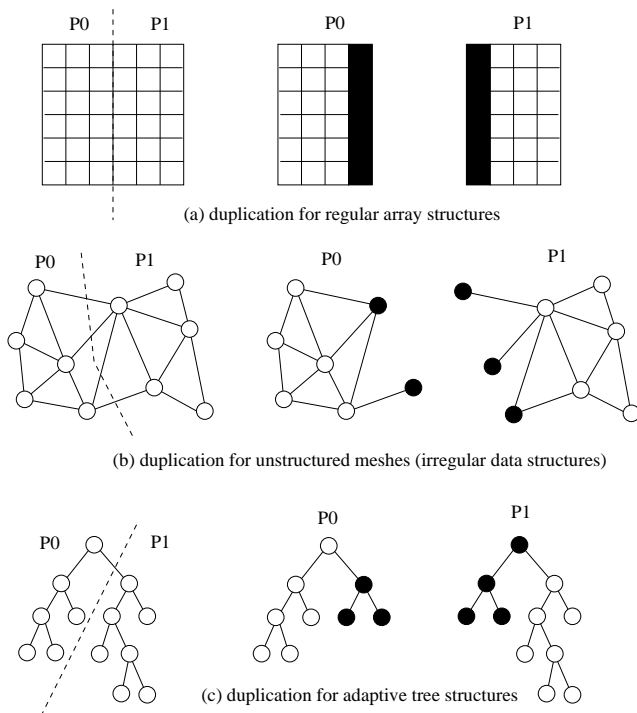 P0 P1 P0 P1
(a) duplication for regular array structures
P0 P1 P0 P1
(b) duplication for unstructured meshes (irregular data structures)
P0 P1 P0 P1
(c) duplication for adaptive tree structures